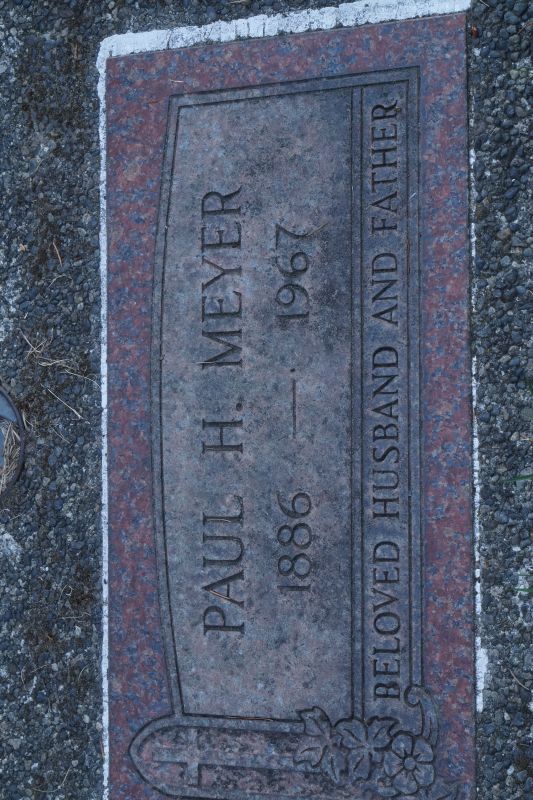 PAUL H. MEYER
1886 — 1967
BELOVED HUSBAND AND FATHER